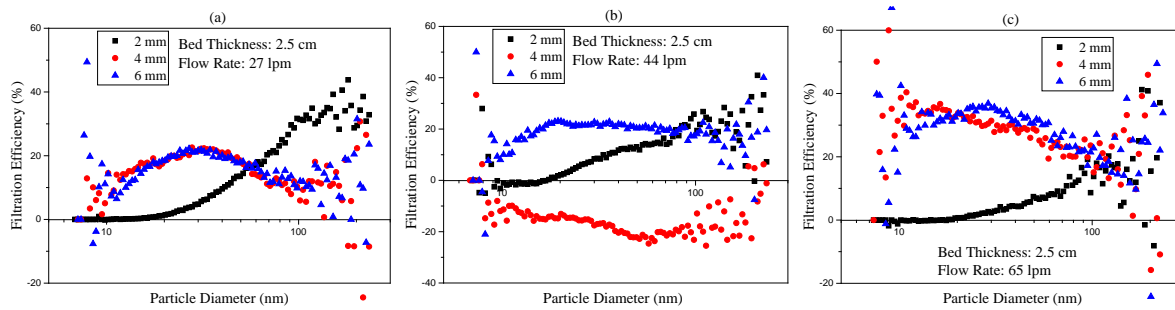 (a)
60
2 mm
4 mm
6 mm
Bed Thickness: 2.5 cm
Flow Rate: 27 lpm
40
20
0
-20
10
100
Filtration Efficiency (%)
Particle Diameter (nm)
(b)
60
2 mm
4 mm
6 mm
Bed Thickness: 2.5 cm
Flow Rate: 44 lpm
40
20
0
-20
-40
10
100
Filtration Efficiency (%)
Particle Diameter (nm)
(c)
60
2 mm
4 mm
6 mm
40
20
0
-20
10
100
Bed Thickness: 2.5 cm
Flow Rate: 65 lpm
Filtration Efficiency (%)
Particle Diameter (nm)